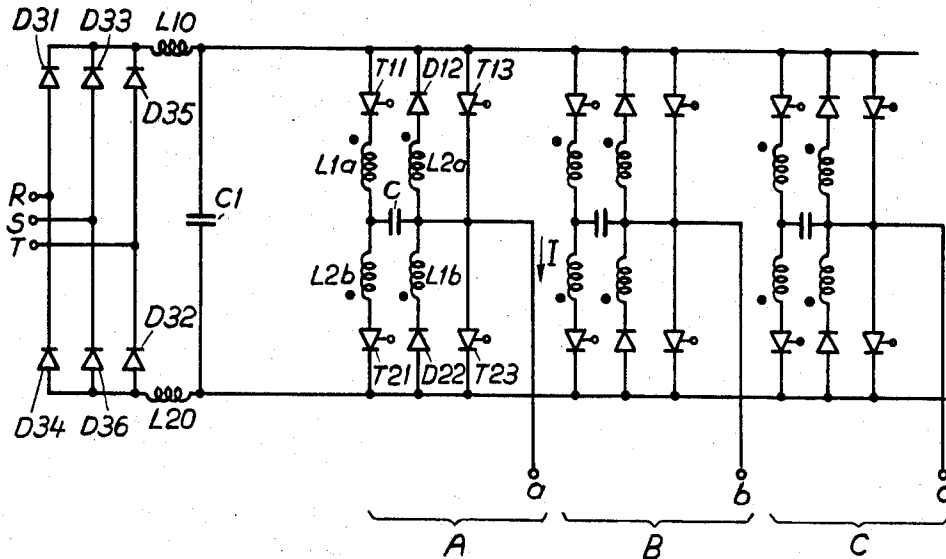 D31 D33 L10
T11 D12 T13
D35
L1a L2a
R
S
T
C1
C
I
L2b L1b
D32
T21 D22 T23
D34 D36 L20
a b c
A B C